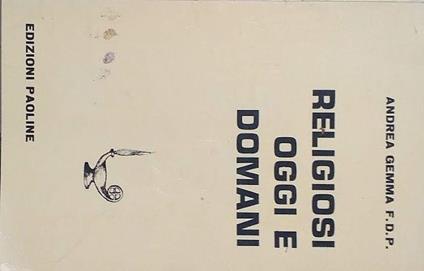 ANDREA GEMMA F.D.P.
RELIGIOSI
OGGI E
DOMANI
EDIZIONI PAOLINE